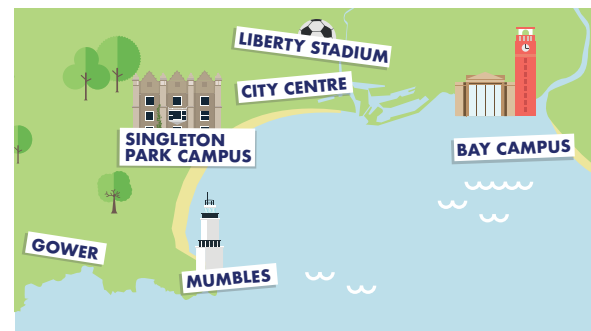 LIBERTY STADIUM
CITY CENTRE
SINGLETON
PARK CAMPUS
BAY CAMPUS
GOWER
MUMBLES